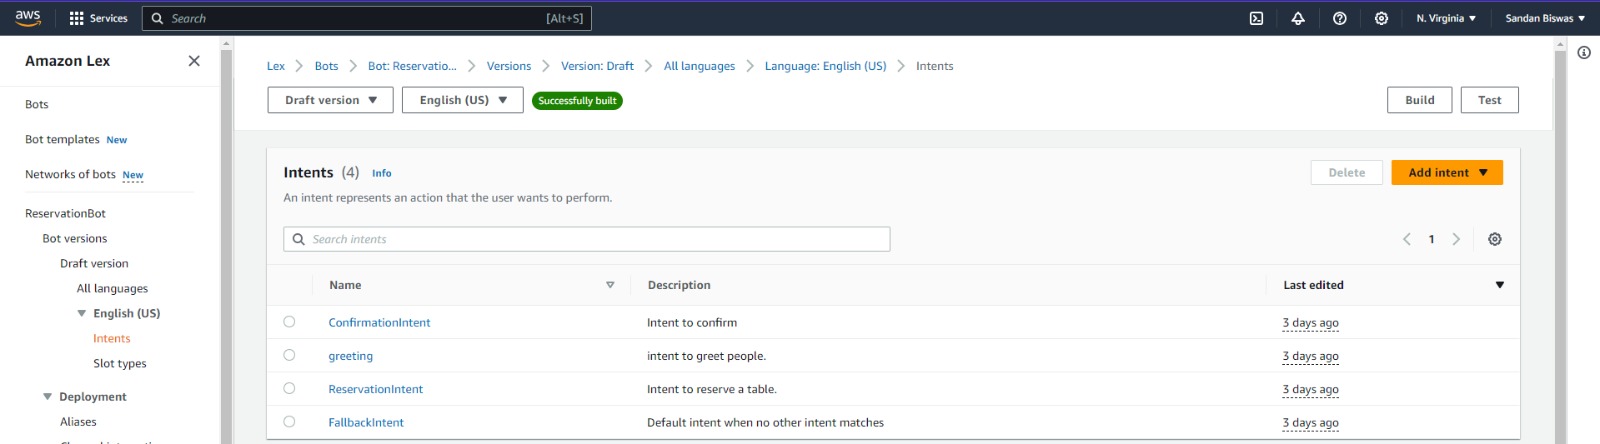 aws Services Search [Alt+S] N. Virginia Sandan Biswas
Amazon Lex
Bots
Bot templates New
Networks of bots New
ReservationBot
Bot versions
Draft version
All languages
English (US)
Intents
Slot types
Deployment
Aliases
Lex Bots Bot: Reservatio... Versions Version: Draft All languages Language: English (US) Intents
Draft version English (US) Successfully built Build Test
Intents (4) Info Delete Add intent
An intent represents an action that the user wants to perform.
Search intents 1
Name Description Last edited
ConfirmationIntent Intent to confirm 3 days ago
greeting intent to greet people. 3 days ago
ReservationIntent Intent to reserve a table. 3 days ago
FallbackIntent Default intent when no other intent matches 3 days ago